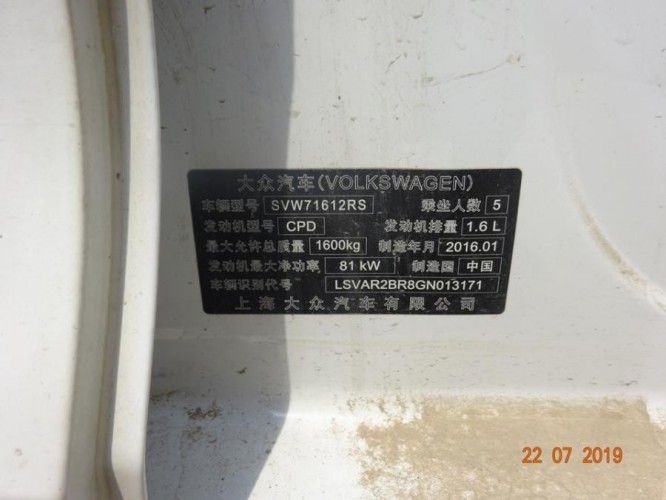 大众汽车(VOLKSWAGEN)
车辆型号 SVW71612RS 乘坐人数 5
发动机型号 CPD 发动机排量 1.6 L
最大允许总质量 1600kg 制造年月 2016.01
发动机最大净功率 81 kW 制造国 中国
车辆识别代号 LSVAR2BR8GN013171
上海大众汽车有限公司
22 07 2019